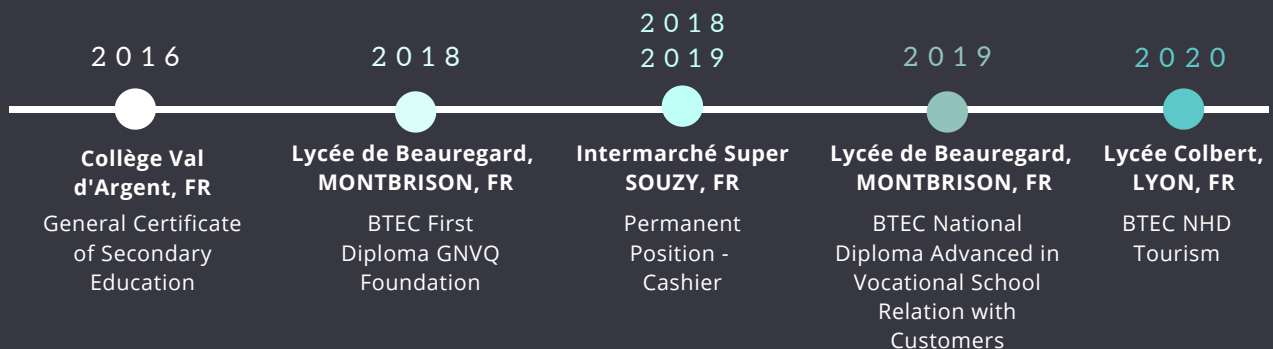 2016
Collège Val
d'Argent, FR
General Certificate
of Secondary
Education
2018
Lycée de Beauregard,
MONTBRISON, FR
BTEC First
Diploma GNVQ
Foundation
2018
2019
Intermarché Super
SOUZY, FR
Permanent
Position -
Cashier
2019
Lycée de Beauregard,
MONTBRISON, FR
BTEC National
Diploma Advanced in
Vocational School
Relation with
Customers
2020
Lycée Colbert,
LYON, FR
BTEC NHD
Tourism